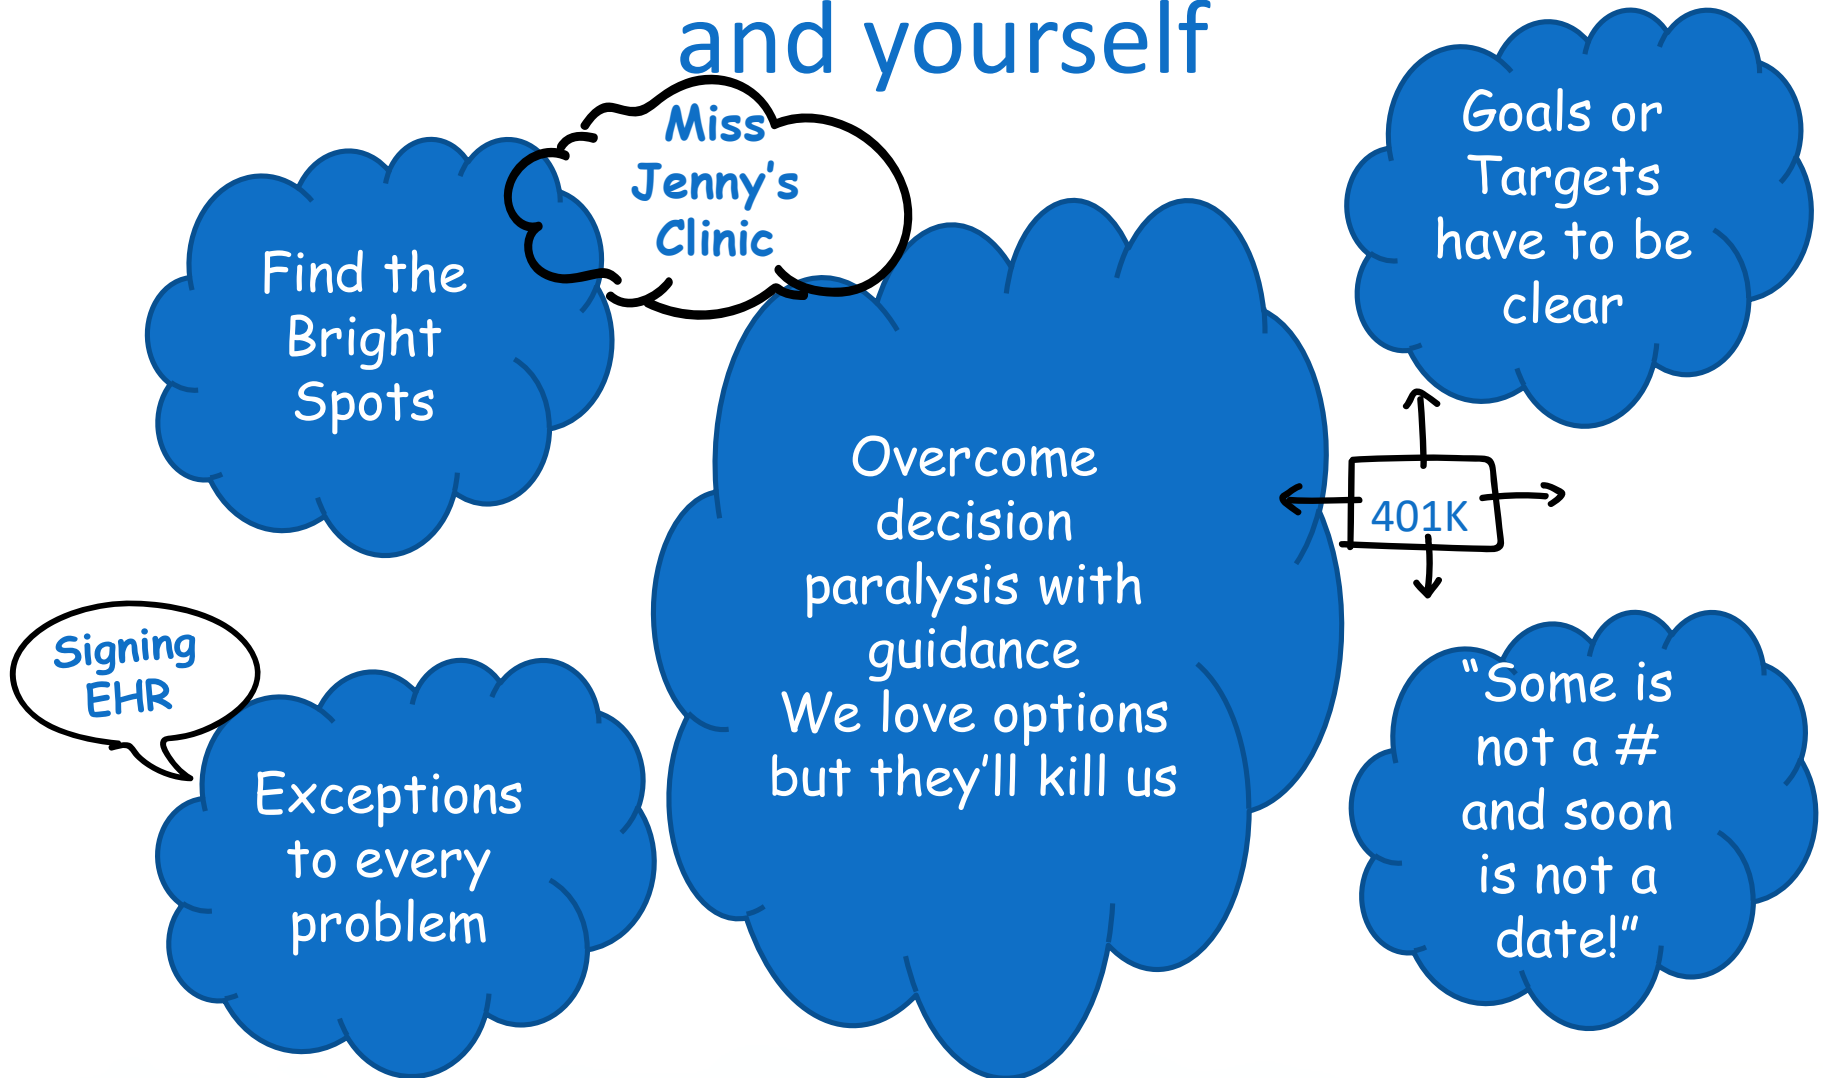 and yourself
Miss
Jenny's
Clinic
Find the
Bright
Spots
Goals or
Targets
have to be
clear
Overcome
decision
paralysis with
guidance
We love options
but they'll kill us
401K
Signing
EHR
Exceptions
to every
problem
“Some is
not a #
and soon
is not a
date!”